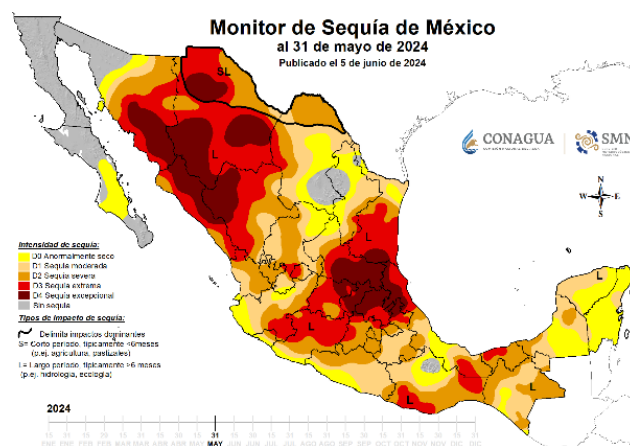 Monitor de Sequía de México
al 31 de mayo de 2024
Publicado el 5 de junio de 2024
SL
L
CONAGUA
SMN
N
W
E
S
L
L
L
L
L
Intensidad de sequía:
D0 Anormalmente seco
D1 Sequía moderada
D2 Sequía severa
D3 Sequía extrema
D4 Sequía excepcional
Sin sequía
Tipos de impacto de sequía:
Delimita impactos dominantes
S= Corto periodo, típicamente <6meses
(p.ej. agricultura, pastizales)
L= Largo periodo, típicamente >6 meses
(p.ej. hidrología, ecología)
2024
31
MAY